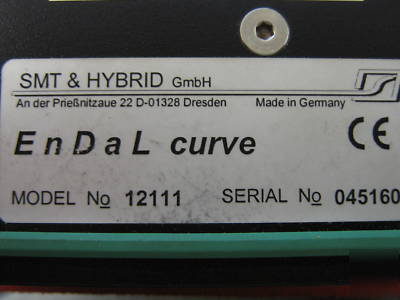 SMT & HYBRID GmbH
An der Prießnitzaue 22 D-01328 Dresden Made in Germany
EnDaL curve CE
MODEL No 12111 SERIAL No 045160